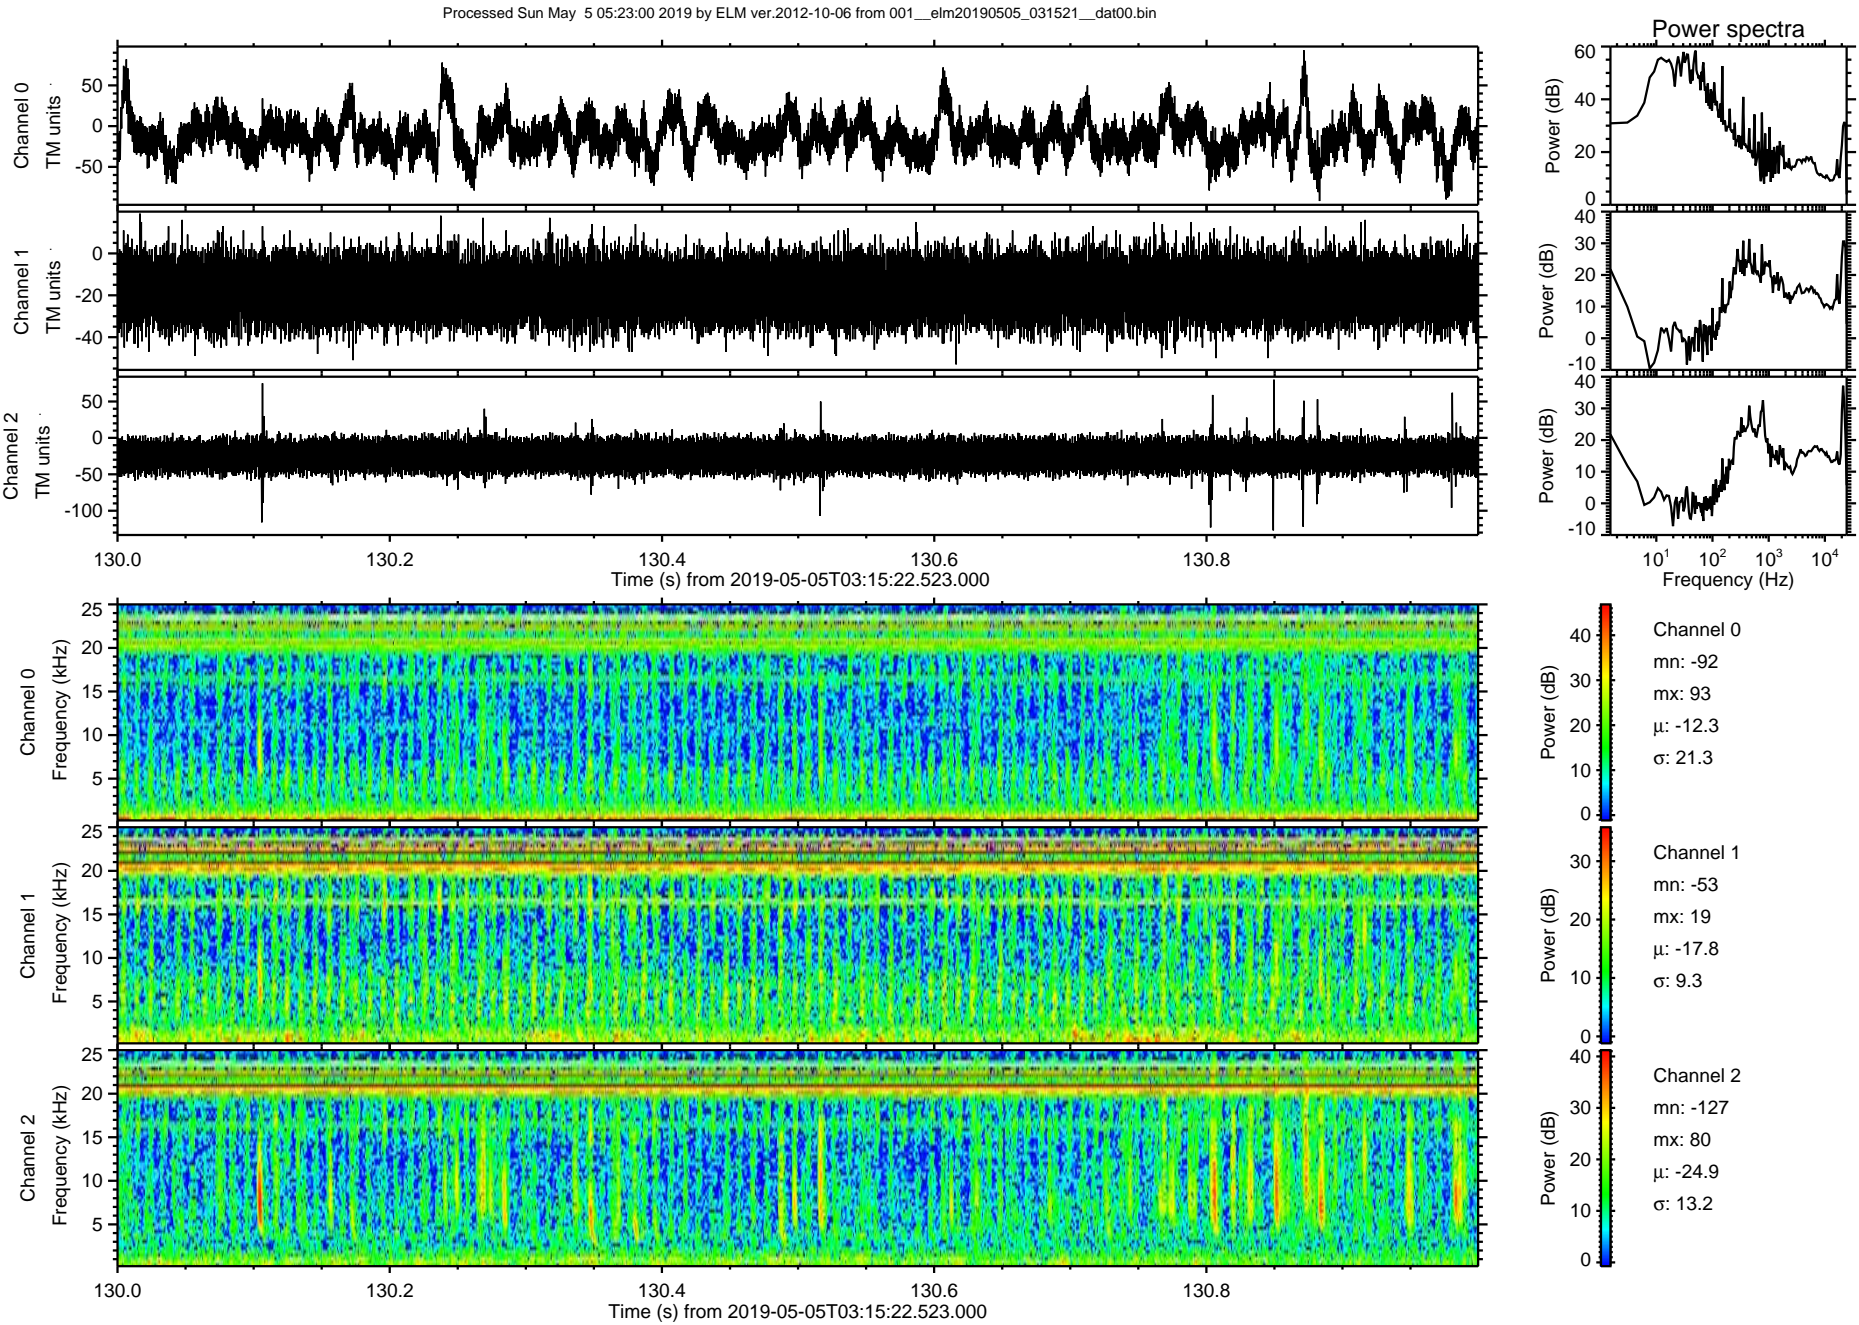 Processed Sun May  5 05:23:00 2019 by ELM ver.2012-10-06 from 001__elm20190505_031521__dat00.bin
Power spectra
Channel 0
TM units
50
0
-50
Power (dB)
60
40
20
0
Channel 1
TM units
0
-20
-40
Power (dB)
40
30
20
10
0
-10
Channel 2
TM units
50
0
-50
-100
Power (dB)
40
30
20
10
0
-10
130.0 130.2 130.4 130.6 130.8
Time (s) from 2019-05-05T03:15:22.523.000
10¹ 10² 10³ 10⁴
Frequency (Hz)
Channel 0
Frequency (kHz)
25
20
15
10
5
Power (dB)
40
30
20
10
0
Channel 0
mn: -92
mx: 93
μ: -12.3
σ: 21.3
Channel 1
Frequency (kHz)
25
20
15
10
5
Power (dB)
30
20
10
0
Channel 1
mn: -53
mx: 19
μ: -17.8
σ: 9.3
Channel 2
Frequency (kHz)
25
20
15
10
5
Power (dB)
40
30
20
10
0
Channel 2
mn: -127
mx: 80
μ: -24.9
σ: 13.2
130.0 130.2 130.4 130.6 130.8
Time (s) from 2019-05-05T03:15:22.523.000